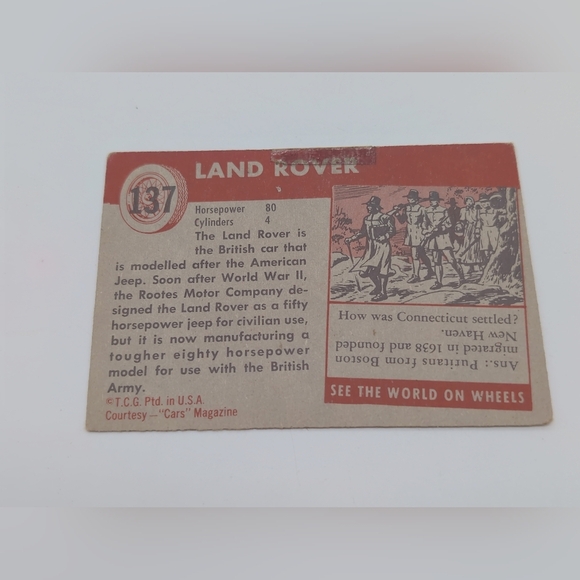 137
LAND ROVER
Horsepower 80
Cylinders 4
The Land Rover is
the British car that
is modelled after the American
Jeep. Soon after World War II,
the Rootes Motor Company de-
signed the Land Rover as a fifty
horsepower jeep for civilian use,
but it is now manufacturing a
tougher eighty horsepower
model for use with the British
Army.
©T.C.G. Ptd. in U.S.A.
Courtesy—"Cars" Magazine
How was Connecticut settled?
Ans.: Puritans from Boston
migrated in 1638 and founded
New Haven.
SEE THE WORLD ON WHEELS